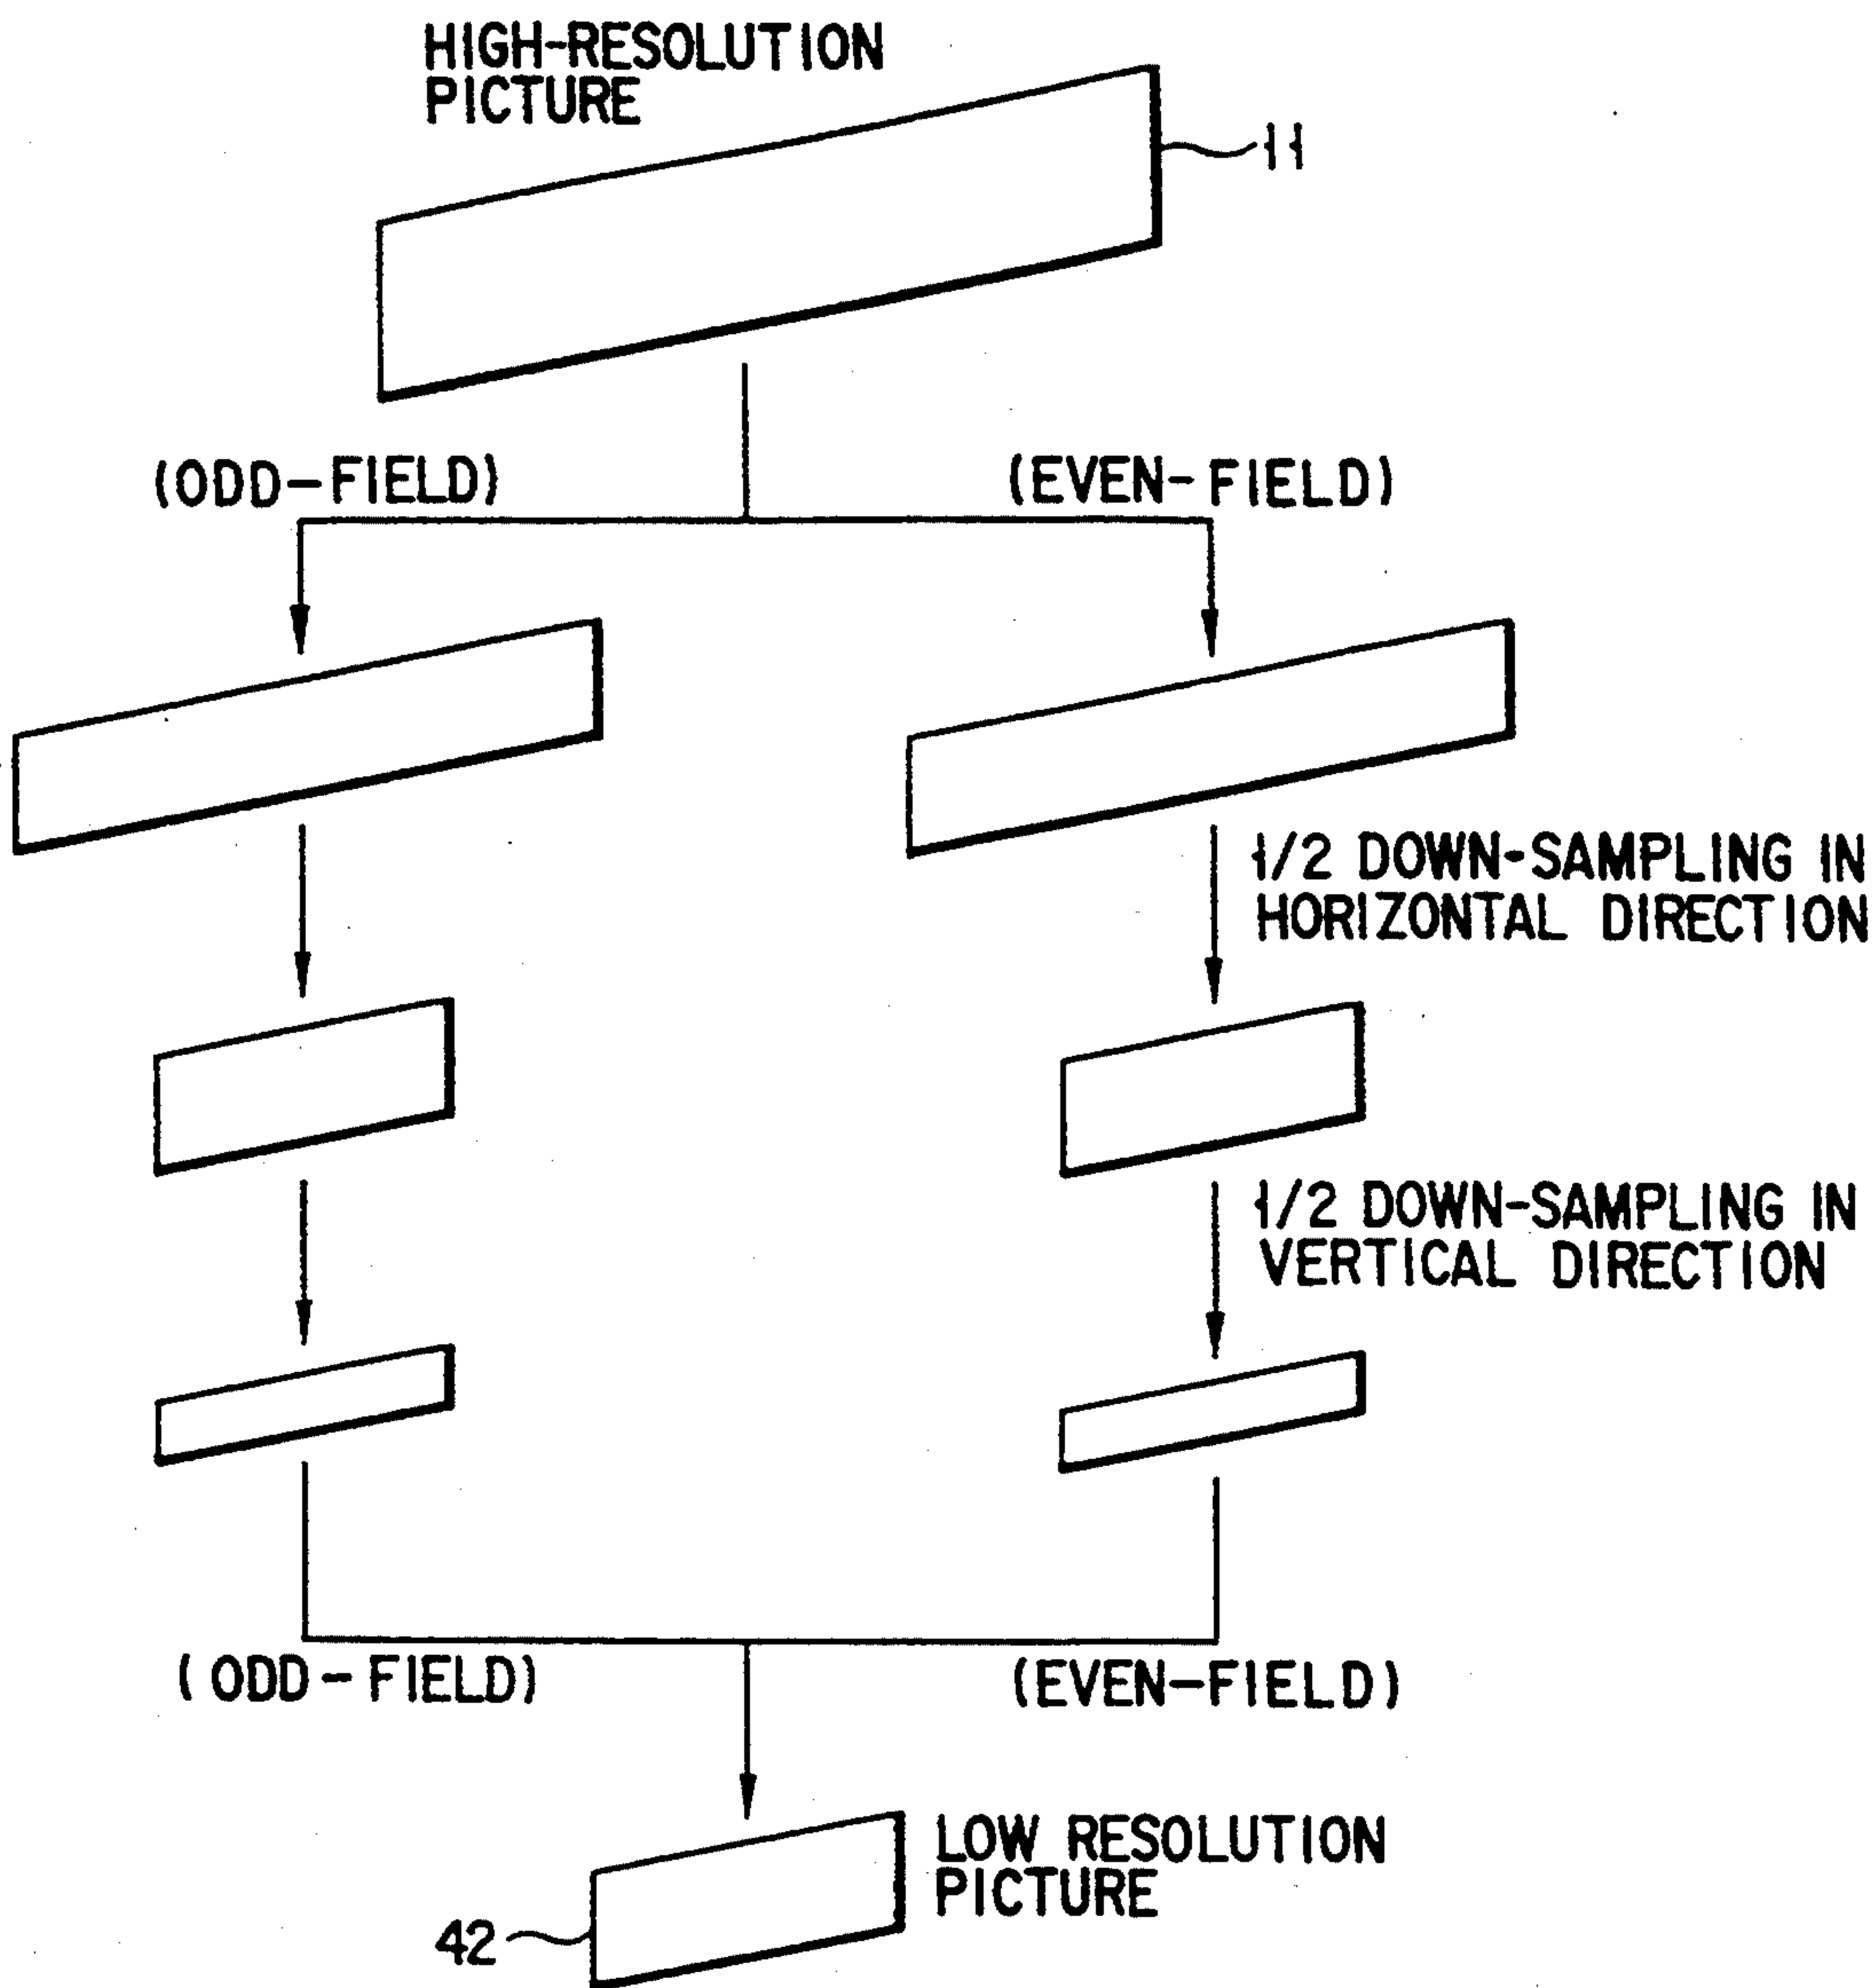 HIGH-RESOLUTION
PICTURE
11
(ODD-FIELD)
(EVEN-FIELD)
1/2 DOWN-SAMPLING IN
HORIZONTAL DIRECTION
1/2 DOWN-SAMPLING IN
VERTICAL DIRECTION
(ODD-FIELD)
(EVEN-FIELD)
LOW RESOLUTION
PICTURE
42